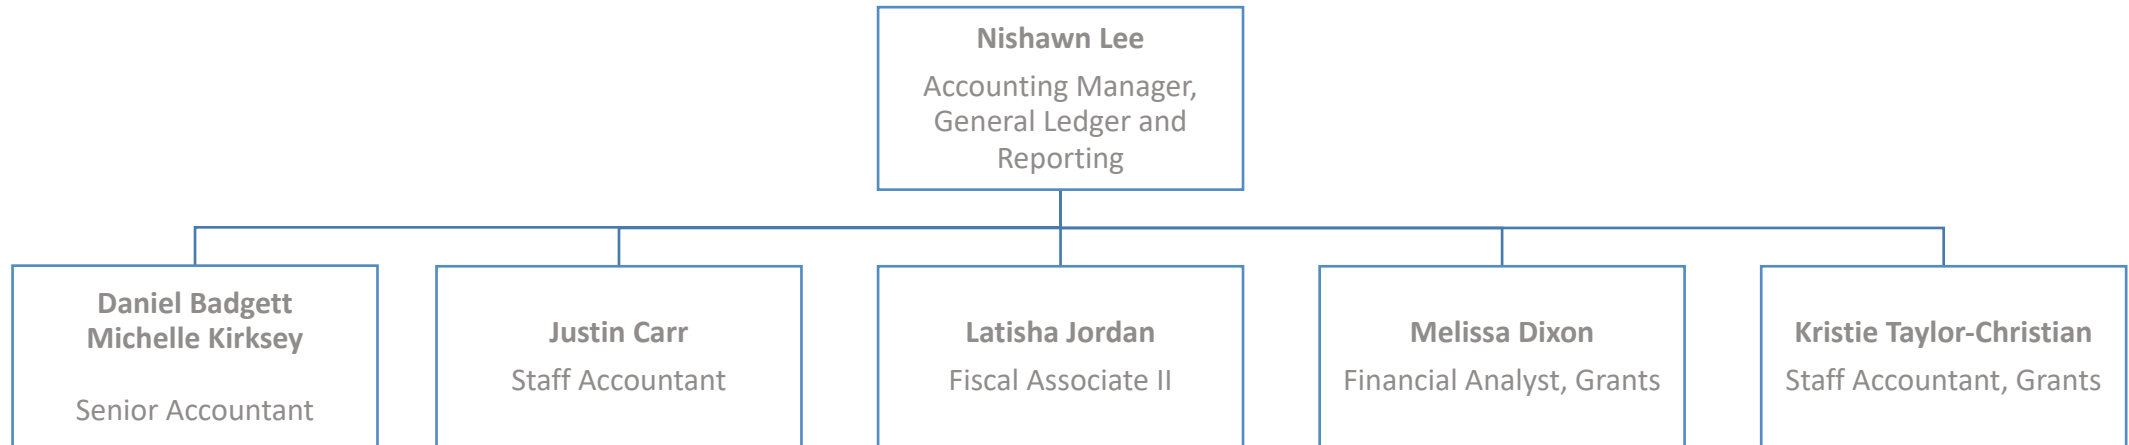 Nishawn Lee
Accounting Manager,
General Ledger and
Reporting
Daniel Badgett
Michelle Kirksey
Senior Accountant
Justin Carr
Staff Accountant
Latisha Jordan
Fiscal Associate II
Melissa Dixon
Financial Analyst, Grants
Kristie Taylor-Christian
Staff Accountant, Grants